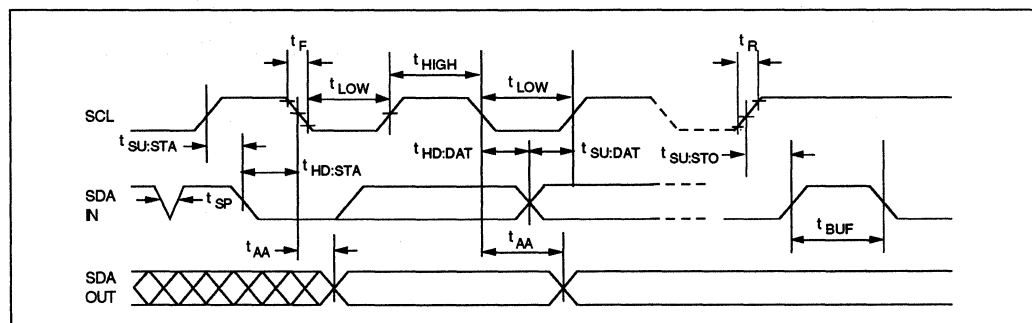 t F
t R
t HIGH
t LOW
t LOW
SCL
t SU:STA
t HD:DAT
t SU:DAT
t SU:STO
t HD:STA
SDA
IN
t SP
t BUF
t AA
t AA
SDA
OUT